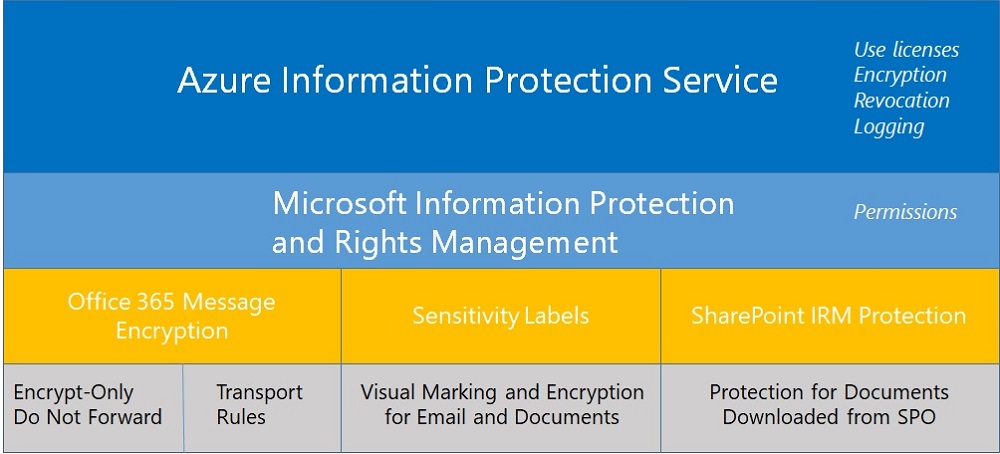 Azure Information Protection Service
Use licenses
Encryption
Revocation
Logging
Microsoft Information Protection
and Rights Management
Permissions
Office 365 Message
Encryption
Sensitivity Labels
SharePoint IRM Protection
Encrypt-Only
Do Not Forward
Transport
Rules
Visual Marking and Encryption
for Email and Documents
Protection for Documents
Downloaded from SPO